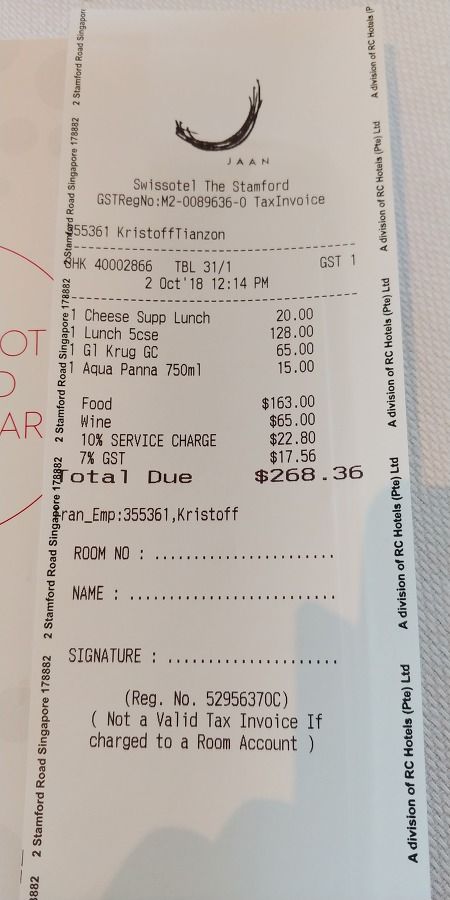 JAAN
Swissotel The Stamford
GSTRegNo:M2-0089636-0 TaxInvoice
355361 KristoffTianzon
CHK 40002866 TBL 31/1 GST 1
2 Oct'18 12:14 PM
1 Cheese Supp Lunch 20.00
1 Lunch 5cse 128.00
1 Gl Krug GC 65.00
1 Aqua Panna 750ml 15.00
Food $163.00
Wine $65.00
10% SERVICE CHARGE $22.80
7% GST $17.56
Total Due $268.36
Tran_Emp:355361,Kristoff
ROOM NO : .......................
NAME : ..........................
SIGNATURE : ......................
(Reg. No. 52956370C)
( Not a Valid Tax Invoice If
charged to a Room Account )
2 Stamford Road Singapore
2 Stamford Road Singapore 178882
2 Stamford Road Singapore 178882
2 Stamford Road Singapore 178882
2 Stamford Road Singapore 178882
882
A division of RC Hotels (P
A division of RC Hotels (Pte) Ltd
A division of RC Hotels (Pte) Ltd
A division of RC Hotels (Pte) Ltd
A division of RC Hotels (Pte) Ltd
OT
D
AR